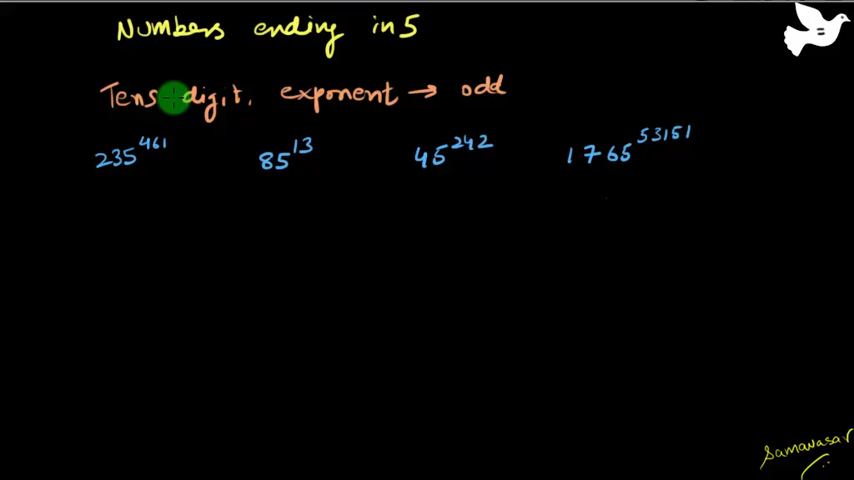 Numbers ending in 5
Tens digit, exponent → odd
235^461 85^13 45^242 1765^53151
Samavasar